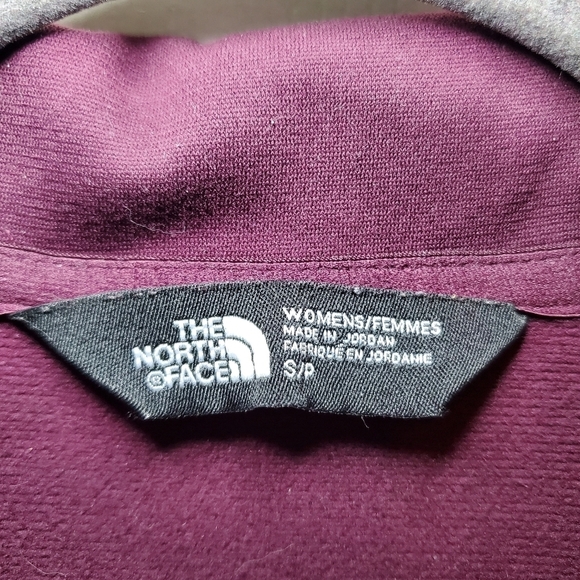 THE
NORTH
®FACE
WOMENS/FEMMES
MADE IN JORDAN
FABRIQUE EN JORDANIE
S/P